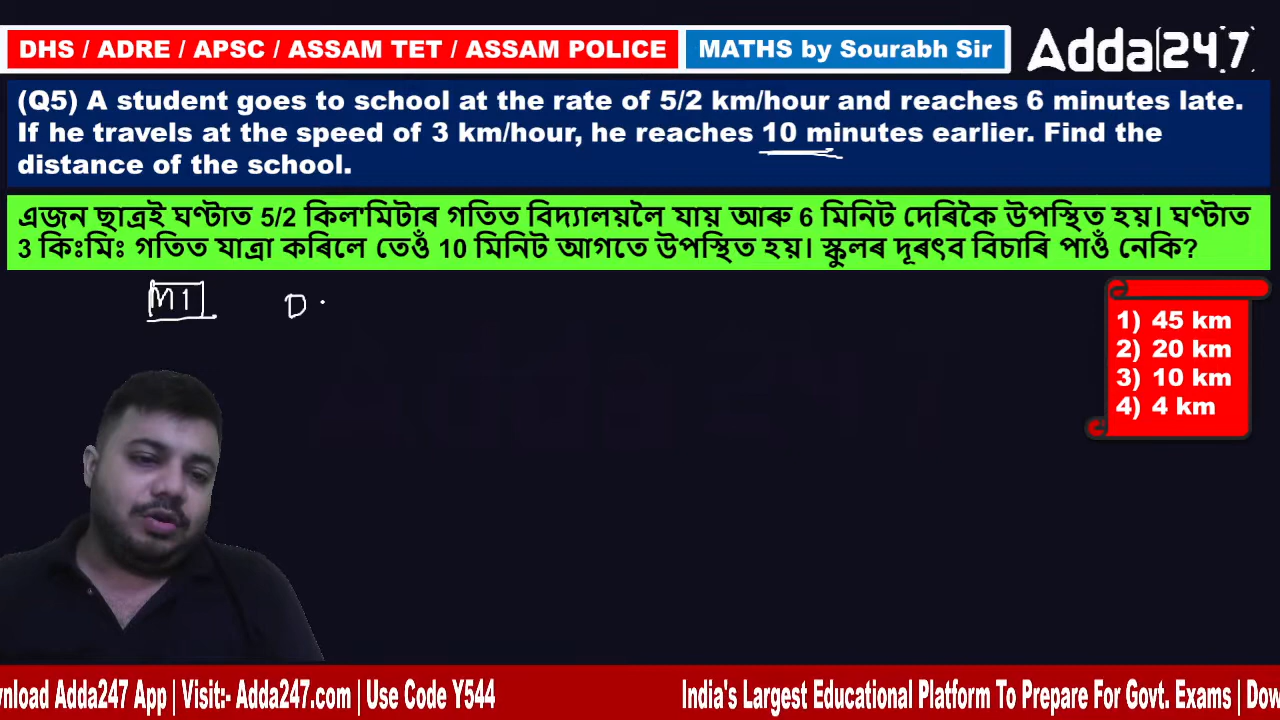 DHS / ADRE / APSC / ASSAM TET / ASSAM POLICE
MATHS by Sourabh Sir
Adda 247
(Q5) A student goes to school at the rate of 5/2 km/hour and reaches 6 minutes late.
If he travels at the speed of 3 km/hour, he reaches 10 minutes earlier. Find the
distance of the school.
এজন ছাত্ৰই ঘণ্টাত 5/2 কিল'মিটাৰ গতিত বিদ্যালয়লৈ যায় আৰু 6 মিনিট দেৰিকৈ উপস্থিত হয়। ঘণ্টাত
3 কিঃমিঃ গতিত যাত্ৰা কৰিলে তেওঁ 10 মিনিট আগতে উপস্থিত হয়। স্কুলৰ দূৰৎব বিচাৰি পাওঁ নেকি?
M1 D
1) 45 km
2) 20 km
3) 10 km
4) 4 km
wnload Adda247 App | Visit:- Adda247.com | Use Code Y544
India's Largest Educational Platform To Prepare For Govt. Exams | Dow